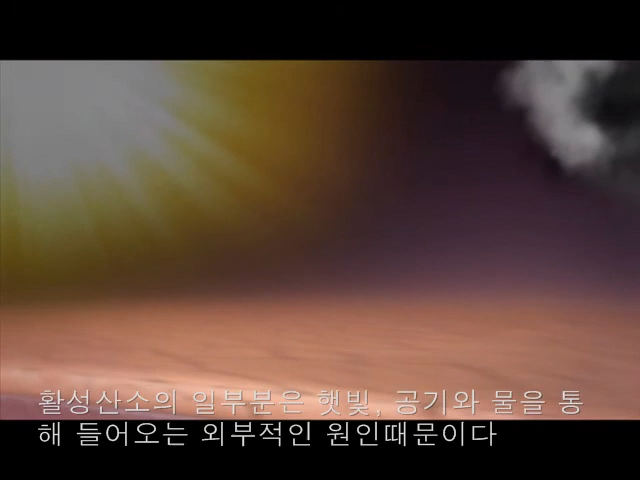 활성산소의 일부분은 햇빛, 공기와 물을 통
해 들어오는 외부적인 원인때문이다